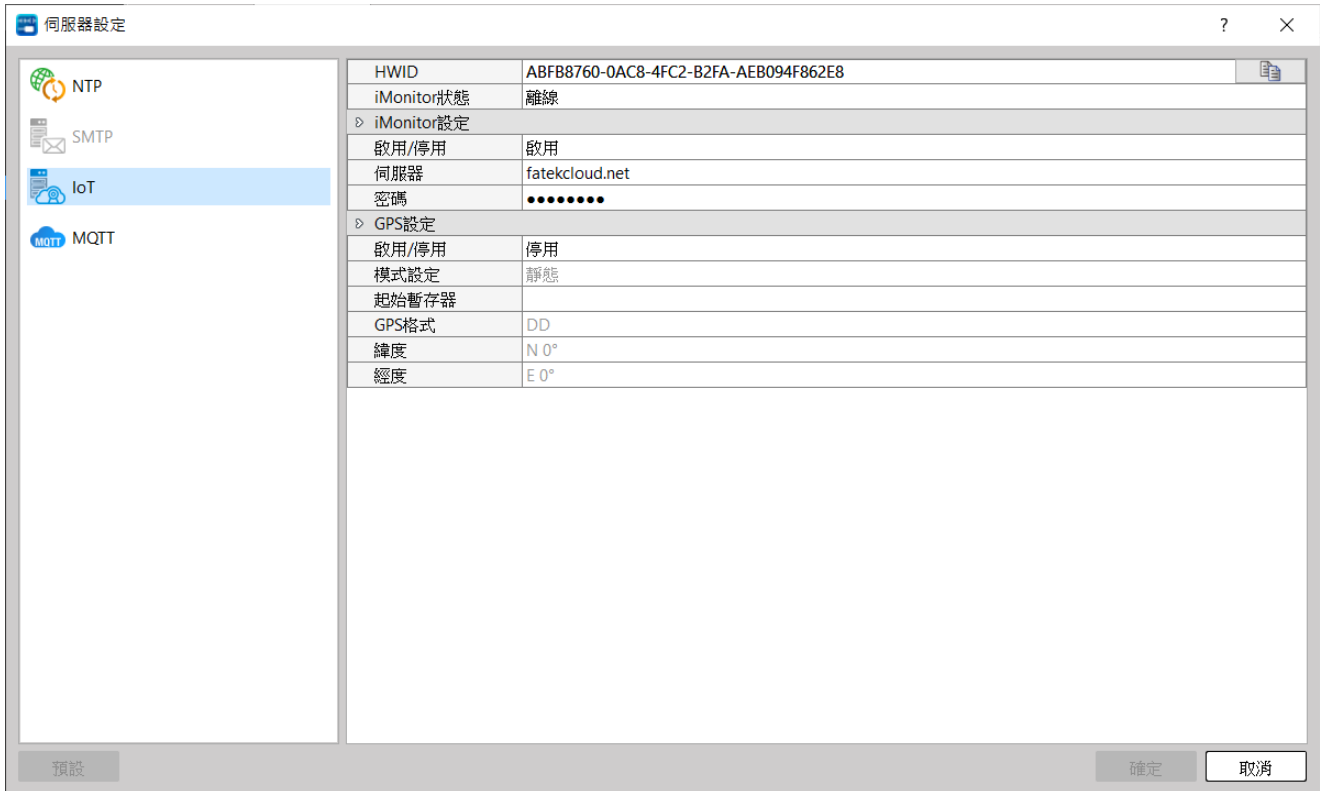 伺服器設定
?
NTP
SMTP
IoT
MQTT
HWID ABFB8760-0AC8-4FC2-B2FA-AEB094F862E8
iMonitor狀態 離線
iMonitor設定
啟用/停用 啟用
伺服器 fatekcloud.net
密碼 ●●●●●●●●
GPS設定
啟用/停用 停用
模式設定 靜態
起始暫存器
GPS格式 DD
緯度 N 0°
經度 E 0°
預設
確定
取消